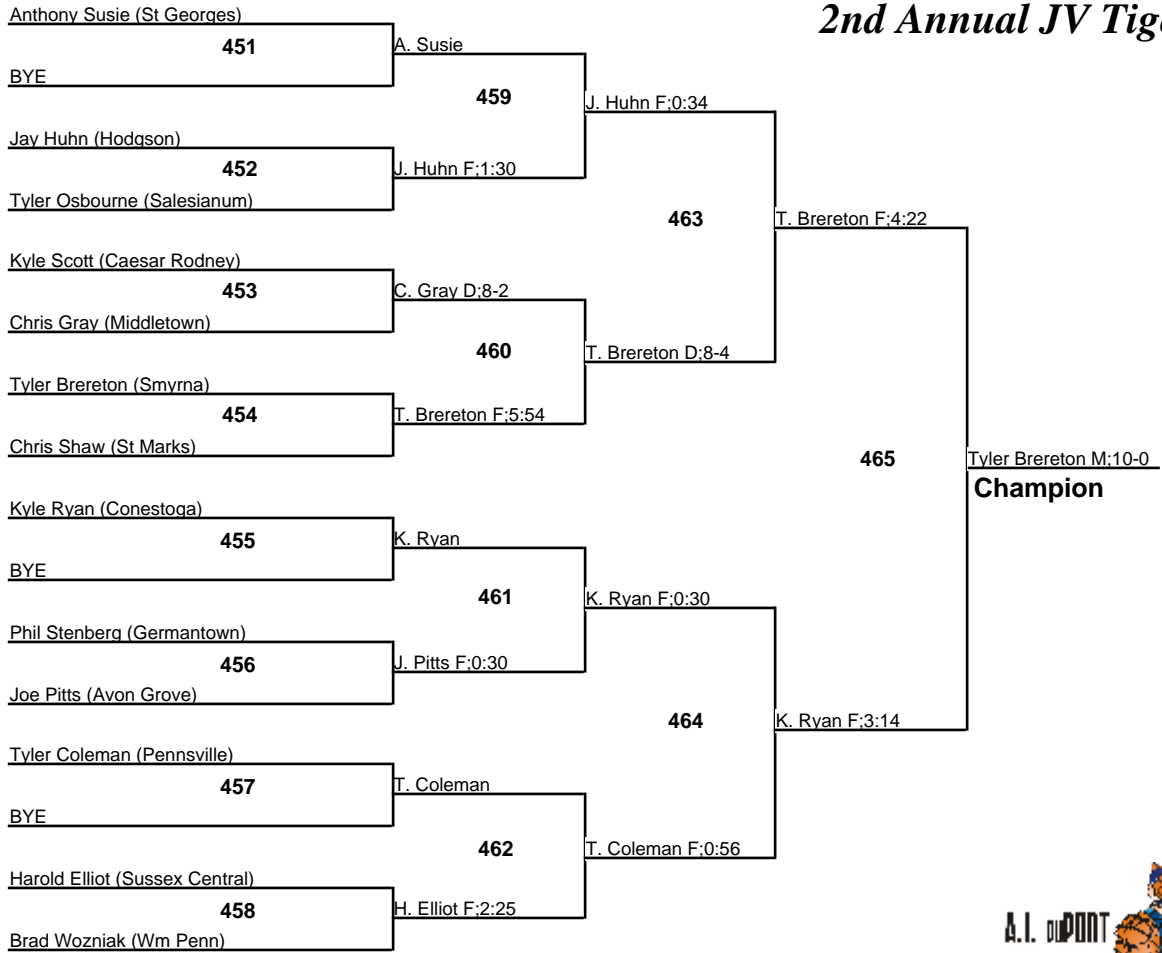 2nd Annual JV
Anthony Susie (St Georges)
451
A. Susie
BYE
459
J. Huhn F;0:34
Jay Huhn (Hodgson)
452
J. Huhn F;1:30
Tyler Osbourne (Salesianum)
463
T. Brereton F;4:22
Kyle Scott (Caesar Rodney)
453
C. Gray D;8-2
Chris Gray (Middletown)
460
T. Brereton D;8-4
Tyler Brereton (Smyrna)
454
T. Brereton F;5:54
Chris Shaw (St Marks)
465
Tyler Brereton M;10-0
Champion
Kyle Ryan (Conestoga)
455
K. Ryan
BYE
461
K. Ryan F;0:30
Phil Stenberg (Germantown)
456
J. Pitts F;0:30
Joe Pitts (Avon Grove)
464
K. Ryan F;3:14
Tyler Coleman (Pennsville)
457
T. Coleman
BYE
462
T. Coleman F;0:56
Harold Elliot (Sussex Central)
458
H. Elliot F;2:25
Brad Wozniak (Wm Penn)
A.I. duPONT